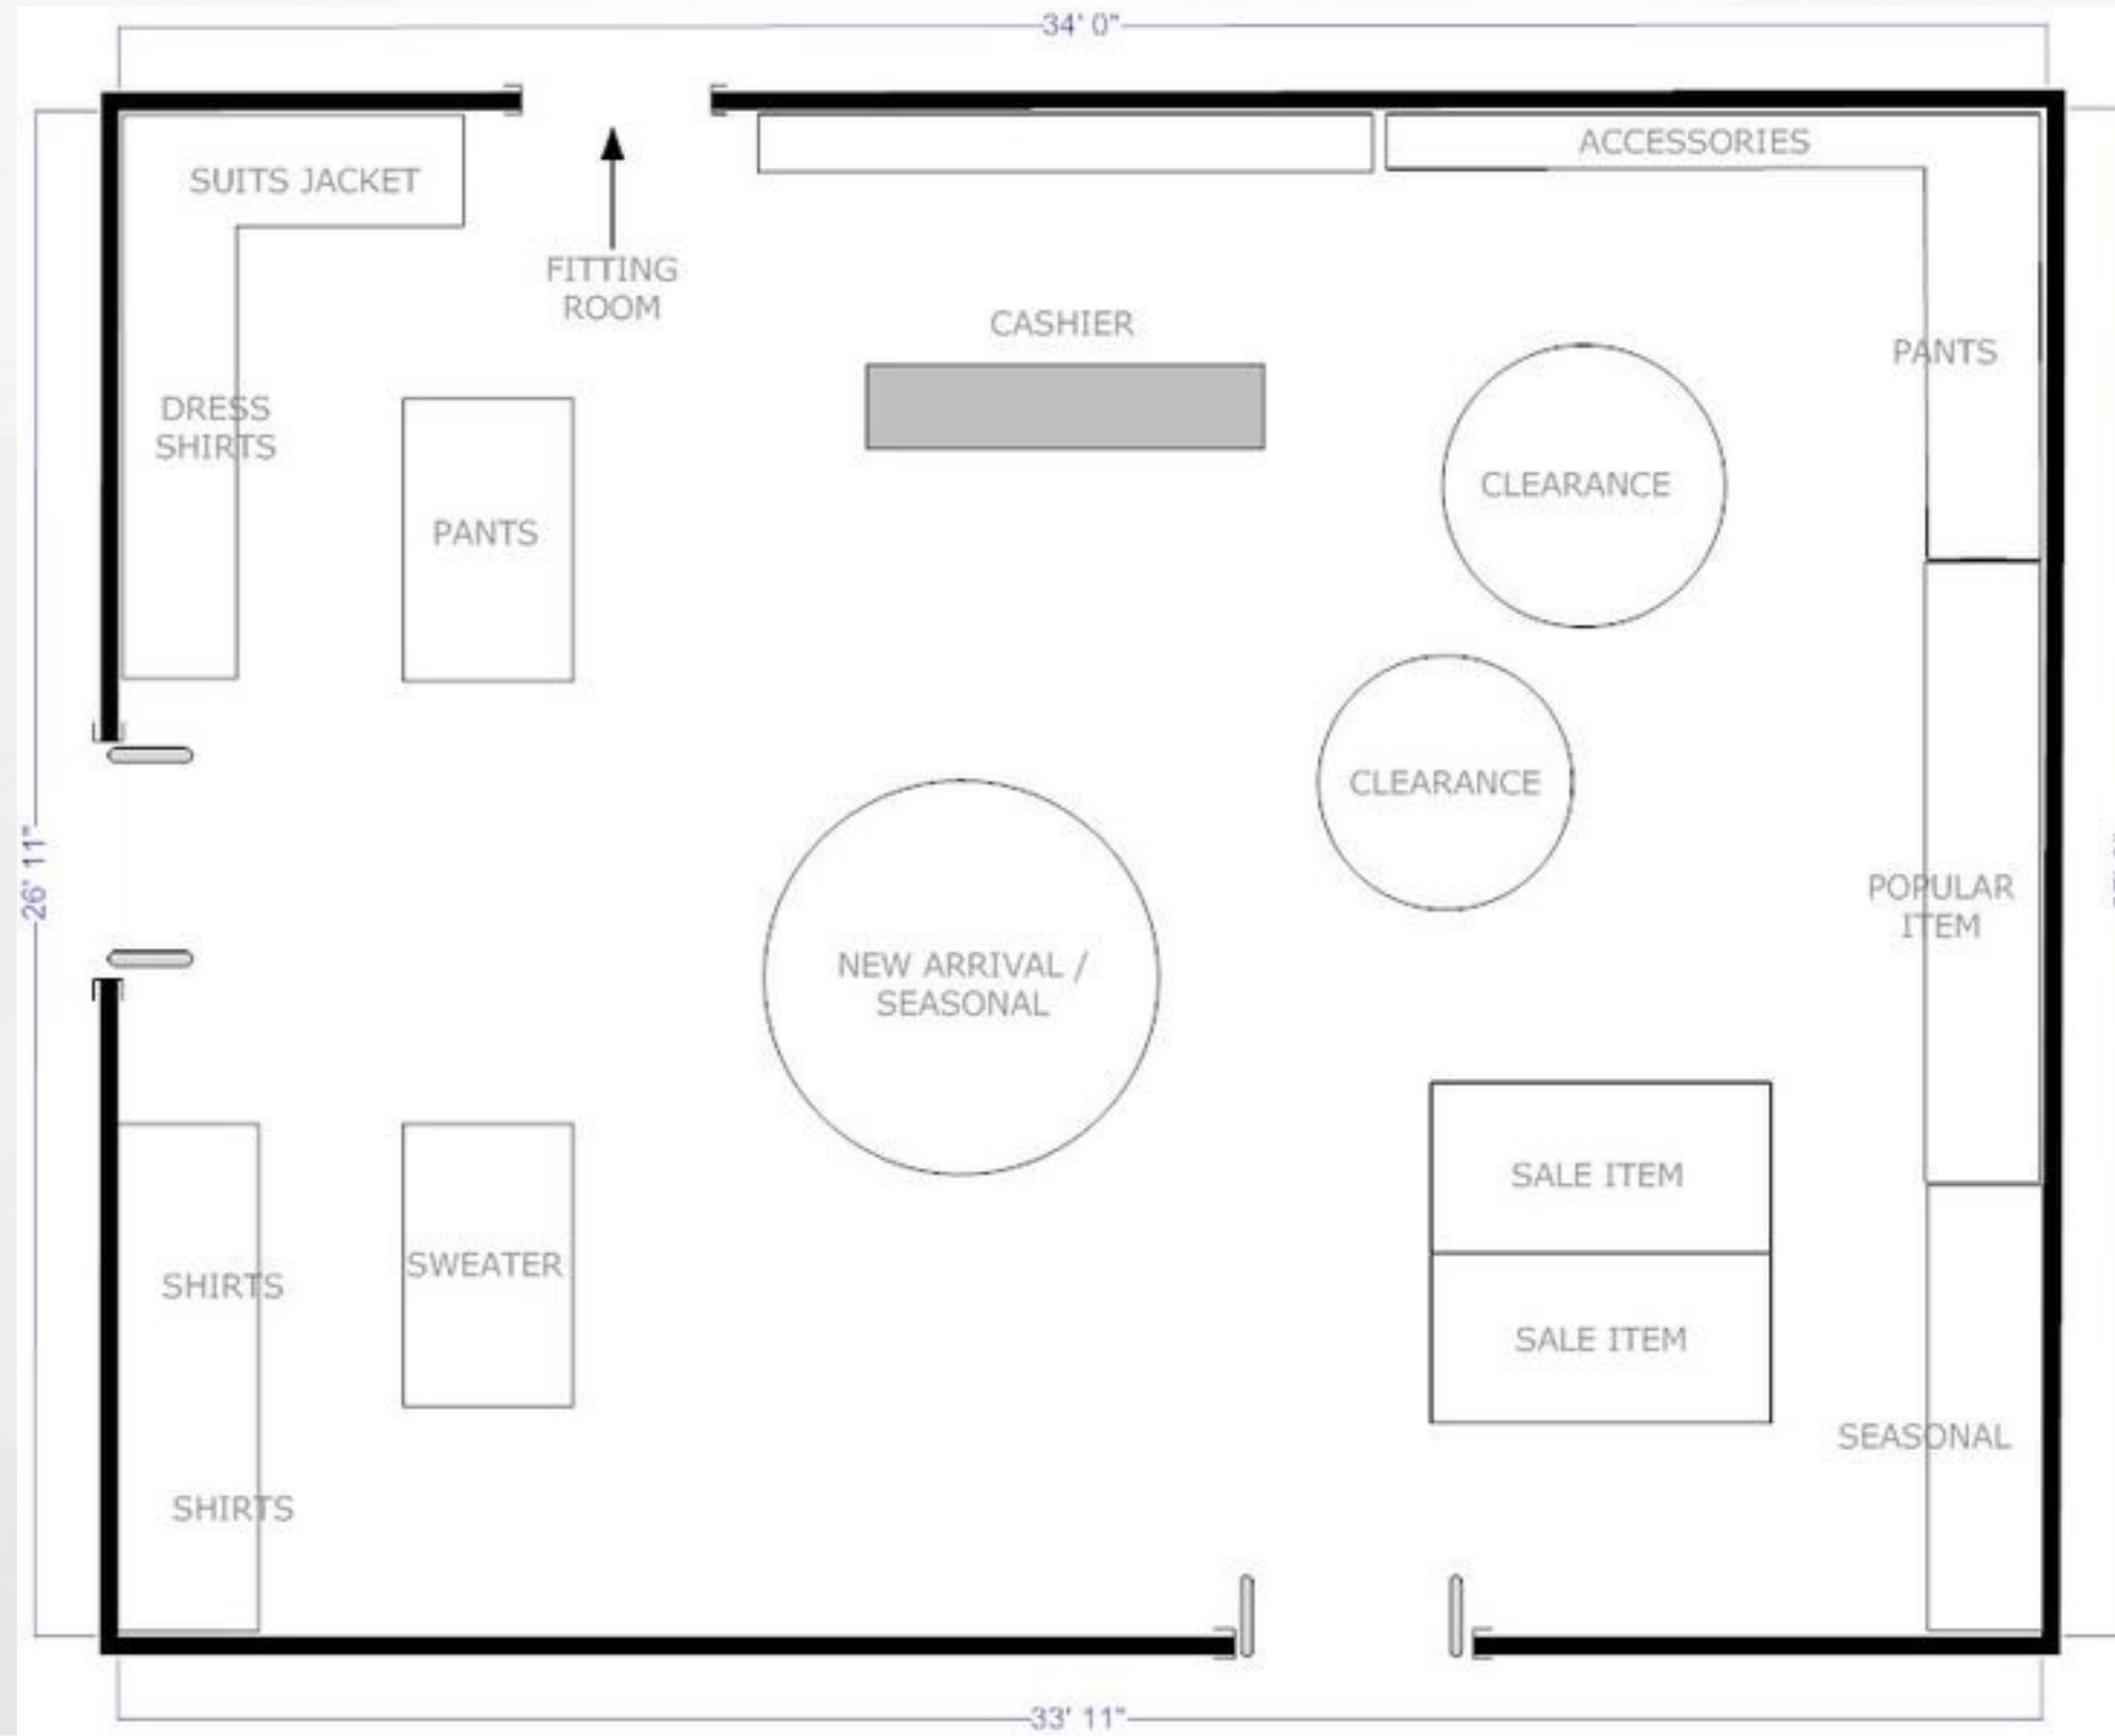 34' 0"
SUITS JACKET
ACCESSORIES
FITTING
ROOM
CASHIER
PANTS
DRESS
SHIRTS
CLEARANCE
PANTS
CLEARANCE
26' 11"
POPULAR
ITEM
NEW ARRIVAL /
SEASONAL
SALE ITEM
SWEATER
SHIRTS
SALE ITEM
SEASONAL
SHIRTS
33' 11"